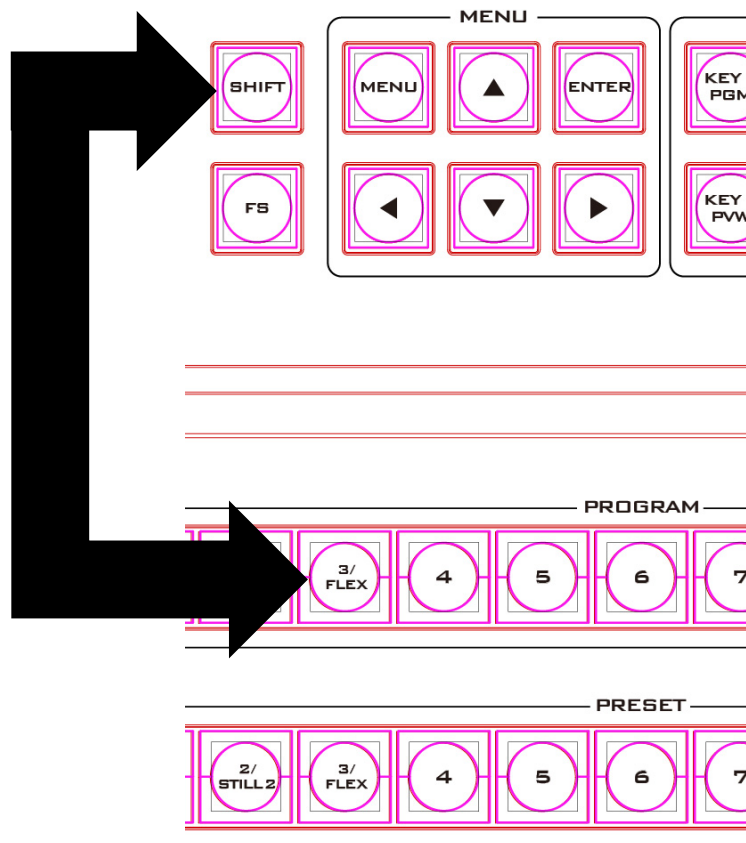 MENU
SHIFT
MENU
▲
ENTER
KEY
PGM
FS
◀
▼
▶
KEY
PVW
PROGRAM
3/
FLEX
4
5
6
7
PRESET
2/
STILL 2
3/
FLEX
4
5
6
7